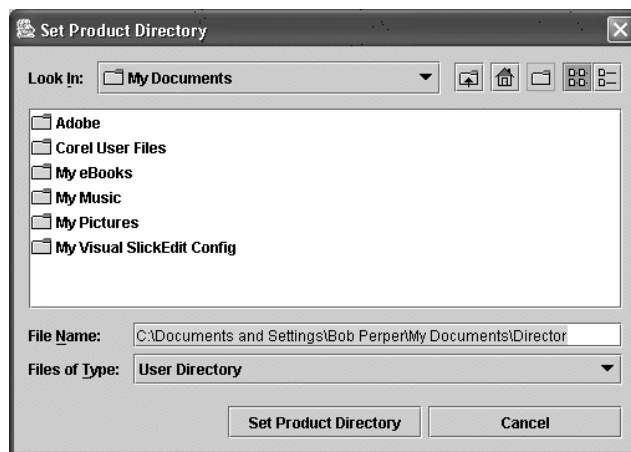 Set Product Directory
Look In: My Documents
Adobe
Corel User Files
My eBooks
My Music
My Pictures
My Visual SlickEdit Config
File Name: C:\Documents and Settings\Bob Perper\My Documents\Director
Files of Type: User Directory
Set Product Directory Cancel